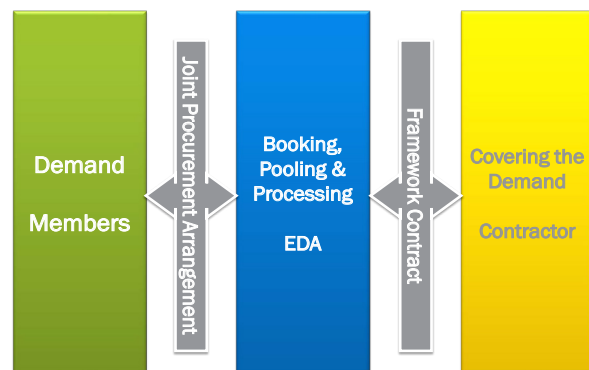 Demand
Members
Joint Procurement Arrangement
Booking,
Pooling &
Processing
EDA
Framework Contract
Covering the
Demand
Contractor